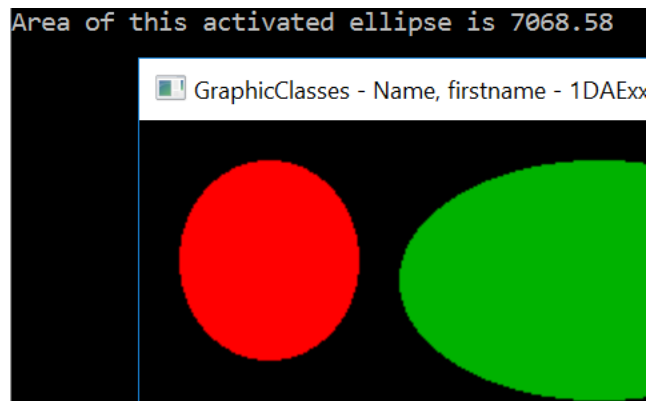 Area of this activated ellipse is 7068.58
GraphicClasses - Name, firstname - 1DAExx